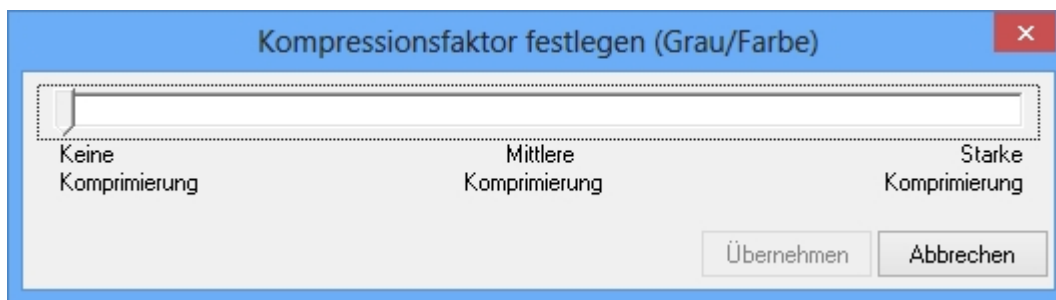 Kompressionsfaktor festlegen (Grau/Farbe)
Keine Mittlere Starke
Komprimierung Komprimierung Komprimierung
Übernehmen Abbrechen